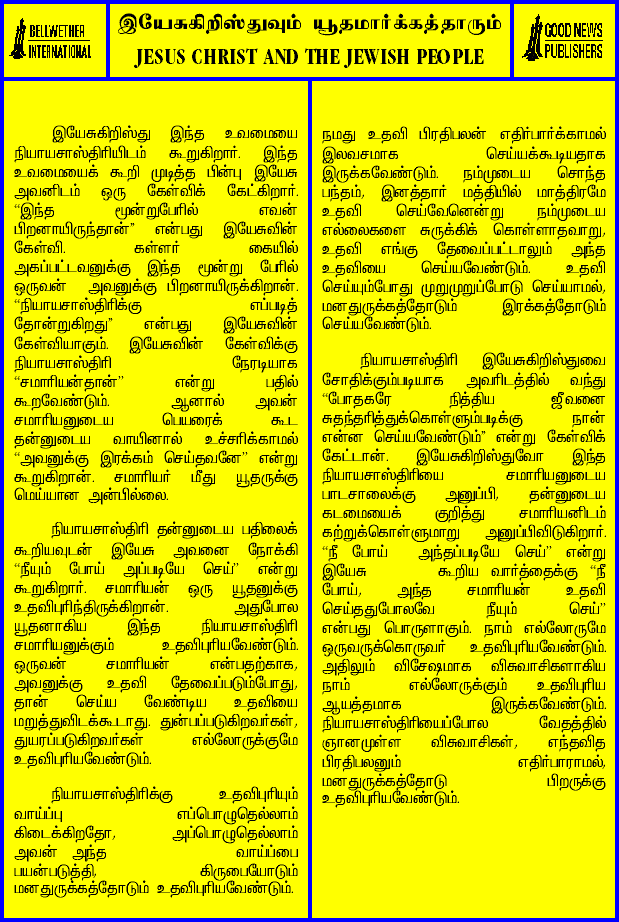 BELLWETHER
INTERNATIONAL
இயேசுகிறிஸ்துவும் யூதமார்க்கத்தாரும்
JESUS CHRIST AND THE JEWISH PEOPLE
GOOD NEWS
PUBLISHERS
இயேசுகிறிஸ்து இந்த உவமையை
நியாயசாஸ்திரியிடம் கூறுகிறார். இந்த
உவமையைக் கூறி முடித்த பின்பு இயேசு
அவனிடம் ஒரு கேள்விக் கேட்கிறார்.
“இந்த மூன்றுபேரில் எவன்
பிறனாயிருந்தான்” என்பது இயேசுவின்
கேள்வி. கள்ளர் கையில்
அகப்பட்டவனுக்கு இந்த மூன்று பேரில்
ஒருவன் அவனுக்கு பிறனாயிருக்கிறான்.
“நியாயசாஸ்திரிக்கு எப்படித்
தோன்றுகிறது” என்பது இயேசுவின்
கேள்வியாகும். இயேசுவின் கேள்விக்கு
நியாயசாஸ்திரி நேரடியாக
“சமாரியன்தான்” என்று பதில்
கூறவேண்டும். ஆனால் அவன்
சமாரியனுடைய பெயரைக் கூட
தன்னுடைய வாயினால் உச்சரிக்காமல்
“அவனுக்கு இரக்கம் செய்தவனே” என்று
கூறுகிறான். சமாரியர் மீது யூதருக்கு
மெய்யான அன்பில்லை.
நியாயசாஸ்திரி தன்னுடைய பதிலைக்
கூறியவுடன் இயேசு அவனை நோக்கி
“நீயும் போய் அப்படியே செய்” என்று
கூறுகிறார். சமாரியன் ஒரு யூதனுக்கு
உதவிபுரிந்திருக்கிறான். அதுபோல
யூதனாகிய இந்த நியாயசாஸ்திரி
சமாரியனுக்கும் உதவிபுரியவேண்டும்.
ஒருவன் சமாரியன் என்பதற்காக,
அவனுக்கு உதவி தேவைப்படும்போது,
தான் செய்ய வேண்டிய உதவியை
மறுத்துவிடக்கூடாது. துன்பப்படுகிறவர்கள்,
துயரப்படுகிறவர்கள் எல்லோருக்குமே
உதவிபுரியவேண்டும்.
நியாயசாஸ்திரிக்கு உதவிபுரியும்
வாய்ப்பு எப்பொழுதெல்லாம்
கிடைக்கிறதோ, அப்பொழுதெல்லாம்
அவன் அந்த வாய்ப்பை
பயன்படுத்தி, கிருபையோடும்
மனதுருக்கத்தோடும் உதவிபுரியவேண்டும்.
நமது உதவி பிரதிபலன் எதிர்பார்க்காமல்
இலவசமாக செய்யக்கூடியதாக
இருக்கவேண்டும். நம்முடைய சொந்த
பந்தம், இனத்தார் மத்தியில் மாத்திரமே
உதவி செய்வேனென்று நம்முடைய
எல்லைகளை சுருக்கிக் கொள்ளாதவாறு,
உதவி எங்கு தேவைப்பட்டாலும் அந்த
உதவியை செய்யவேண்டும். உதவி
செய்யும்போது முறுமுறுப்போடு செய்யாமல்,
மனதுருக்கத்தோடும் இரக்கத்தோடும்
செய்யவேண்டும்.
நியாயசாஸ்திரி இயேசுகிறிஸ்துவை
சோதிக்கும்படியாக அவரிடத்தில் வந்து
“போதகரே நித்திய ஜீவனை
சுதந்தரித்துக்கொள்ளும்படிக்கு நான்
என்ன செய்யவேண்டும்” என்று கேள்விக்
கேட்டான். இயேசுகிறிஸ்துவோ இந்த
நியாயசாஸ்திரியை சமாரியனுடைய
பாடசாலைக்கு அனுப்பி, தன்னுடைய
கடமையைக் குறித்து சமாரியனிடம்
கற்றுக்கொள்ளுமாறு அனுப்பிவிடுகிறார்.
“நீ போய் அந்தப்படியே செய்” என்று
இயேசு கூறிய வார்த்தைக்கு “நீ
போய், அந்த சமாரியன் உதவி
செய்ததுபோலவே நீயும் செய்”
என்பது பொருளாகும். நாம் எல்லோருமே
ஒருவருக்கொருவர் உதவிபுரியவேண்டும்.
அதிலும் விசேஷமாக விசுவாசிகளாகிய
நாம் எல்லோருக்கும் உதவிபுரிய
ஆயத்தமாக இருக்கவேண்டும்.
நியாயசாஸ்திரியைப்போல வேதத்தில்
ஞானமுள்ள விசுவாசிகள், எந்தவித
பிரதிபலனும் எதிர்பாராமல்,
மனதுருக்கத்தோடு பிறருக்கு
உதவிபுரியவேண்டும்.